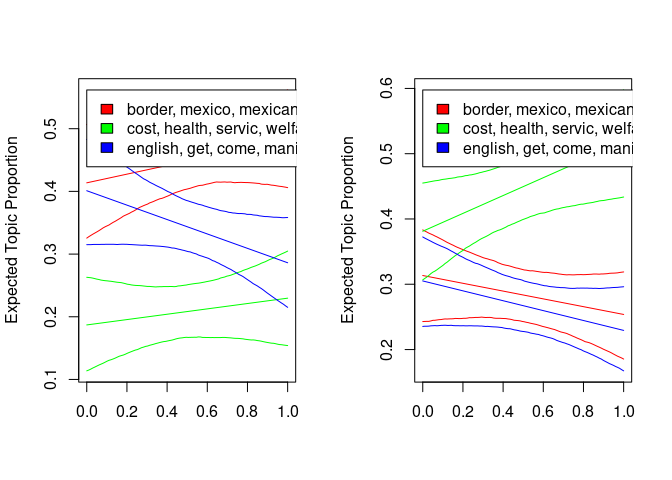 Expected Topic Proportion
0.1 0.2 0.3 0.4 0.5
border, mexico, mexican
cost, health, servic, welfa
english, get, come, mani
0.0 0.2 0.4 0.6 0.8 1.0
Expected Topic Proportion
0.2 0.3 0.4 0.5 0.6
border, mexico, mexican
cost, health, servic, welfa
english, get, come, mani
0.0 0.2 0.4 0.6 0.8 1.0